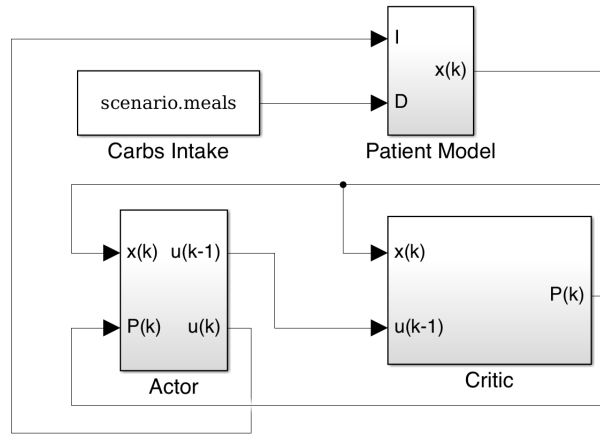 I
x(k)
scenario.meals
D
Carbs Intake
Patient Model
x(k) u(k-1)
x(k)
P(k)
P(k) u(k)
u(k-1)
Actor
Critic